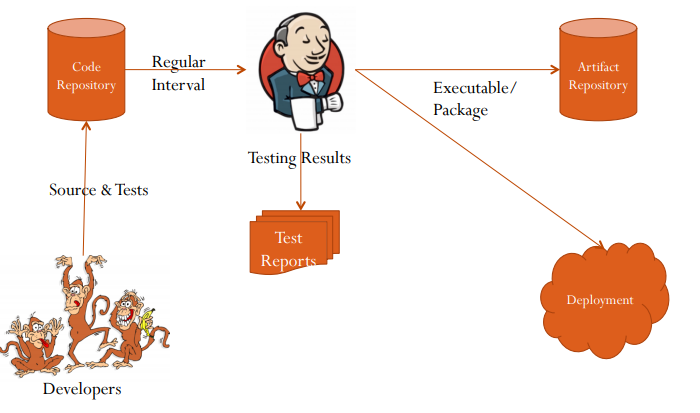 Code
Repository
Regular
Interval
Executable/
Package
Artifact
Repository
Testing Results
Source & Tests
Test
Reports
Deployment
Developers